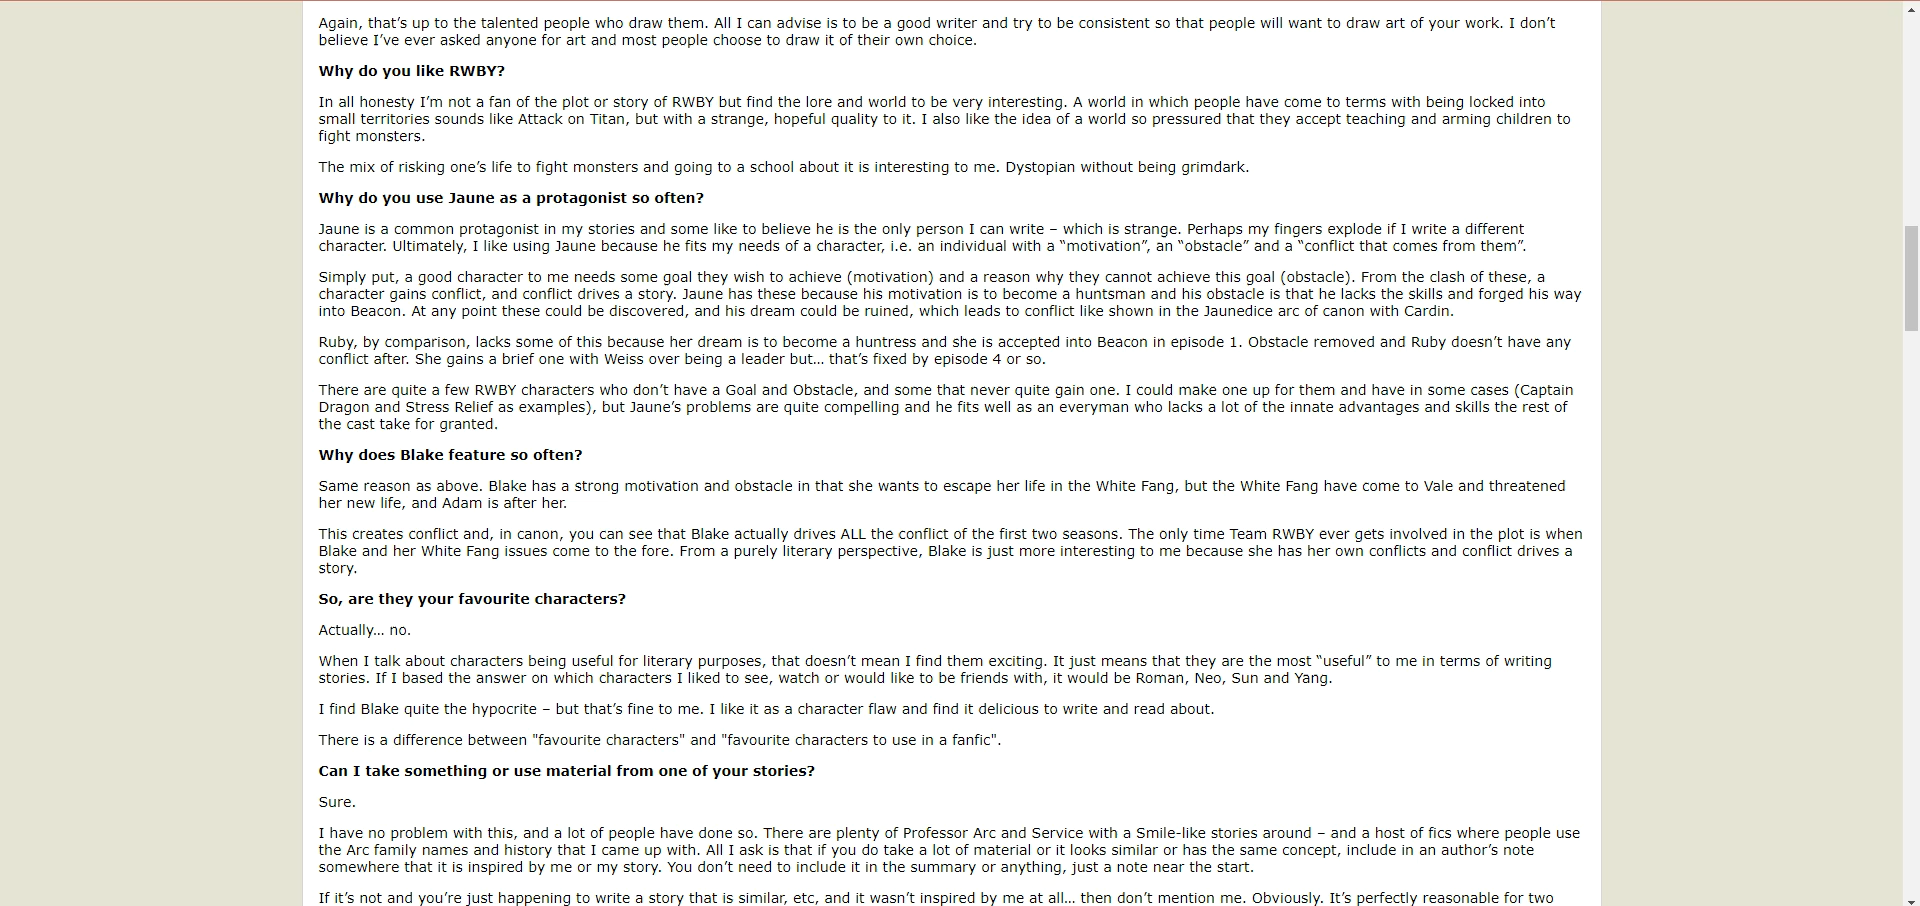 Again, that’s up to the talented people who draw them. All I can advise is to be a good writer and try to be consistent so that people will want to draw art of your work. I don’t
believe I’ve ever asked anyone for art and most people choose to draw it of their own choice.
Why do you like RWBY?
In all honesty I’m not a fan of the plot or story of RWBY but find the lore and world to be very interesting. A world in which people have come to terms with being locked into
small territories sounds like Attack on Titan, but with a strange, hopeful quality to it. I also like the idea of a world so pressured that they accept teaching and arming children to
fight monsters.
The mix of risking one’s life to fight monsters and going to a school about it is interesting to me. Dystopian without being grimdark.
Why do you use Jaune as a protagonist so often?
Jaune is a common protagonist in my stories and some like to believe he is the only person I can write – which is strange. Perhaps my fingers explode if I write a different
character. Ultimately, I like using Jaune because he fits my needs of a character, i.e. an individual with a “motivation”, an “obstacle” and a “conflict that comes from them”.
Simply put, a good character to me needs some goal they wish to achieve (motivation) and a reason why they cannot achieve this goal (obstacle). From the clash of these, a
character gains conflict, and conflict drives a story. Jaune has these because his motivation is to become a huntsman and his obstacle is that he lacks the skills and forged his way
into Beacon. At any point these could be discovered, and his dream could be ruined, which leads to conflict like shown in the Jaunedice arc of canon with Cardin.
Ruby, by comparison, lacks some of this because her dream is to become a huntress and she is accepted into Beacon in episode 1. Obstacle removed and Ruby doesn’t have any
conflict after. She gains a brief one with Weiss over being a leader but… that’s fixed by episode 4 or so.
There are quite a few RWBY characters who don’t have a Goal and Obstacle, and some that never quite gain one. I could make one up for them and have in some cases (Captain
Dragon and Stress Relief as examples), but Jaune’s problems are quite compelling and he fits well as an everyman who lacks a lot of the innate advantages and skills the rest of
the cast take for granted.
Why does Blake feature so often?
Same reason as above. Blake has a strong motivation and obstacle in that she wants to escape her life in the White Fang, but the White Fang have come to Vale and threatened
her new life, and Adam is after her.
This creates conflict and, in canon, you can see that Blake actually drives ALL the conflict of the first two seasons. The only time Team RWBY ever gets involved in the plot is when
Blake and her White Fang issues come to the fore. From a purely literary perspective, Blake is just more interesting to me because she has her own conflicts and conflict drives a
story.
So, are they your favourite characters?
Actually… no.
When I talk about characters being useful for literary purposes, that doesn’t mean I find them exciting. It just means that they are the most “useful” to me in terms of writing
stories. If I based the answer on which characters I liked to see, watch or would like to be friends with, it would be Roman, Neo, Sun and Yang.
I find Blake quite the hypocrite – but that’s fine to me. I like it as a character flaw and find it delicious to write and read about.
There is a difference between "favourite characters" and "favourite characters to use in a fanfic".
Can I take something or use material from one of your stories?
Sure.
I have no problem with this, and a lot of people have done so. There are plenty of Professor Arc and Service with a Smile-like stories around – and a host of fics where people use
the Arc family names and history that I came up with. All I ask is that if you do take a lot of material or it looks similar or has the same concept, include in an author’s note
somewhere that it is inspired by me or my story. You don’t need to include it in the summary or anything, just a note near the start.
If it’s not and you’re just happening to write a story that is similar, etc, and it wasn’t inspired by me at all… then don’t mention me. Obviously. It’s perfectly reasonable for two